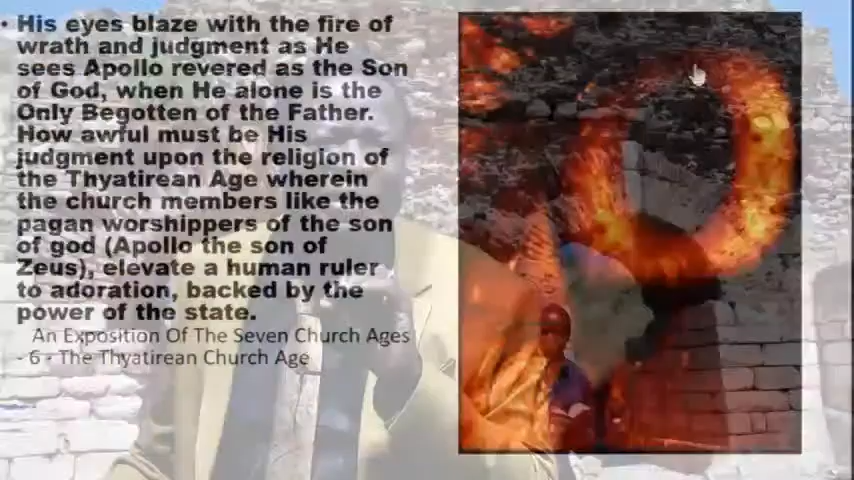 • His eyes blaze with the fire of
wrath and judgment as He
sees Apollo revered as the Son
of God, when He alone is the
Only Begotten of the Father.
How awful must be His
judgment upon the religion of
the Thyatirean Age wherein
the church members like the
pagan worshippers of the son
of god (Apollo the son of
Zeus), elevate a human ruler
to adoration, backed by the
power of the state.
An Exposition Of The Seven Church Ages
- 6 - The Thyatirean Church Age